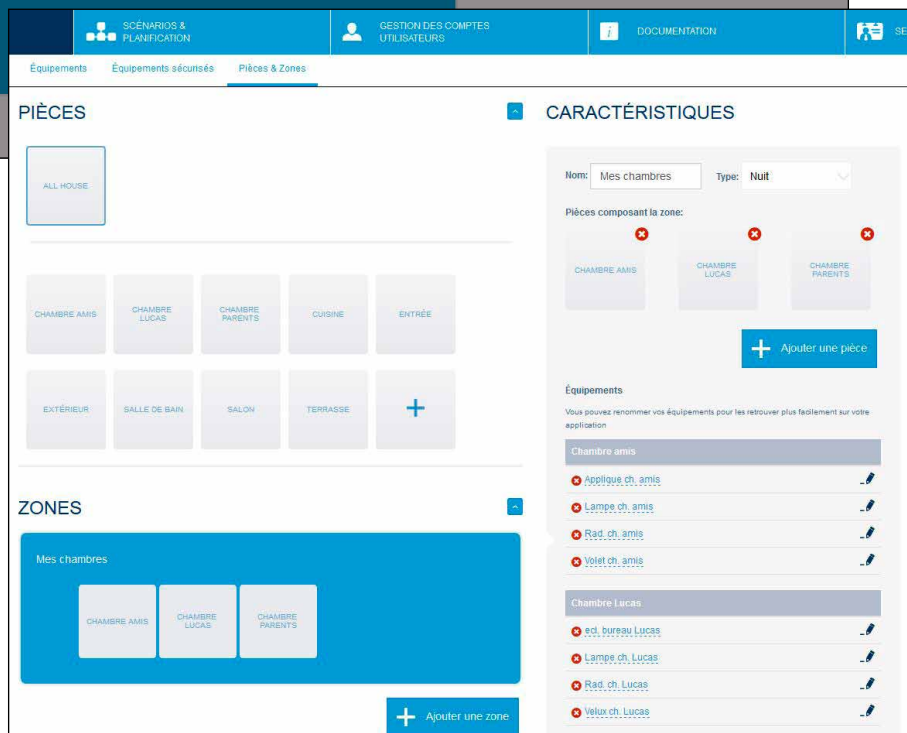 SCÉNARIOS &
PLANIFICATION
GESTION DES COMPTES
UTILISATEURS
i
DOCUMENTATION
SE
Équipements
Équipements sécurisés
Pièces & Zones
PIÈCES
ALL HOUSE
CHAMBRE AMIS
CHAMBRE
LUCAS
CHAMBRE
PARENTS
CUISINE
ENTRÉE
EXTÉRIEUR
SALLE DE BAIN
SALON
TERRASSE
ZONES
Mes chambres
CHAMBRE AMIS
CHAMBRE
LUCAS
CHAMBRE
PARENTS
Ajouter une zone
CARACTÉRISTIQUES
Nom: Mes chambres Type: Nuit
Pièces composant la zone:
CHAMBRE AMIS
CHAMBRE
LUCAS
CHAMBRE
PARENTS
Ajouter une pièce
Équipements
Vous pouvez renommer vos équipements pour les retrouver plus facilement sur votre
application
Chambre amis
Applique ch. amis
Lampe ch. amis
Rad. ch. amis
Volet ch. amis
Chambre Lucas
ecl. bureau Lucas
Lampe ch. Lucas
Rad. ch. Lucas
Velux ch. Lucas